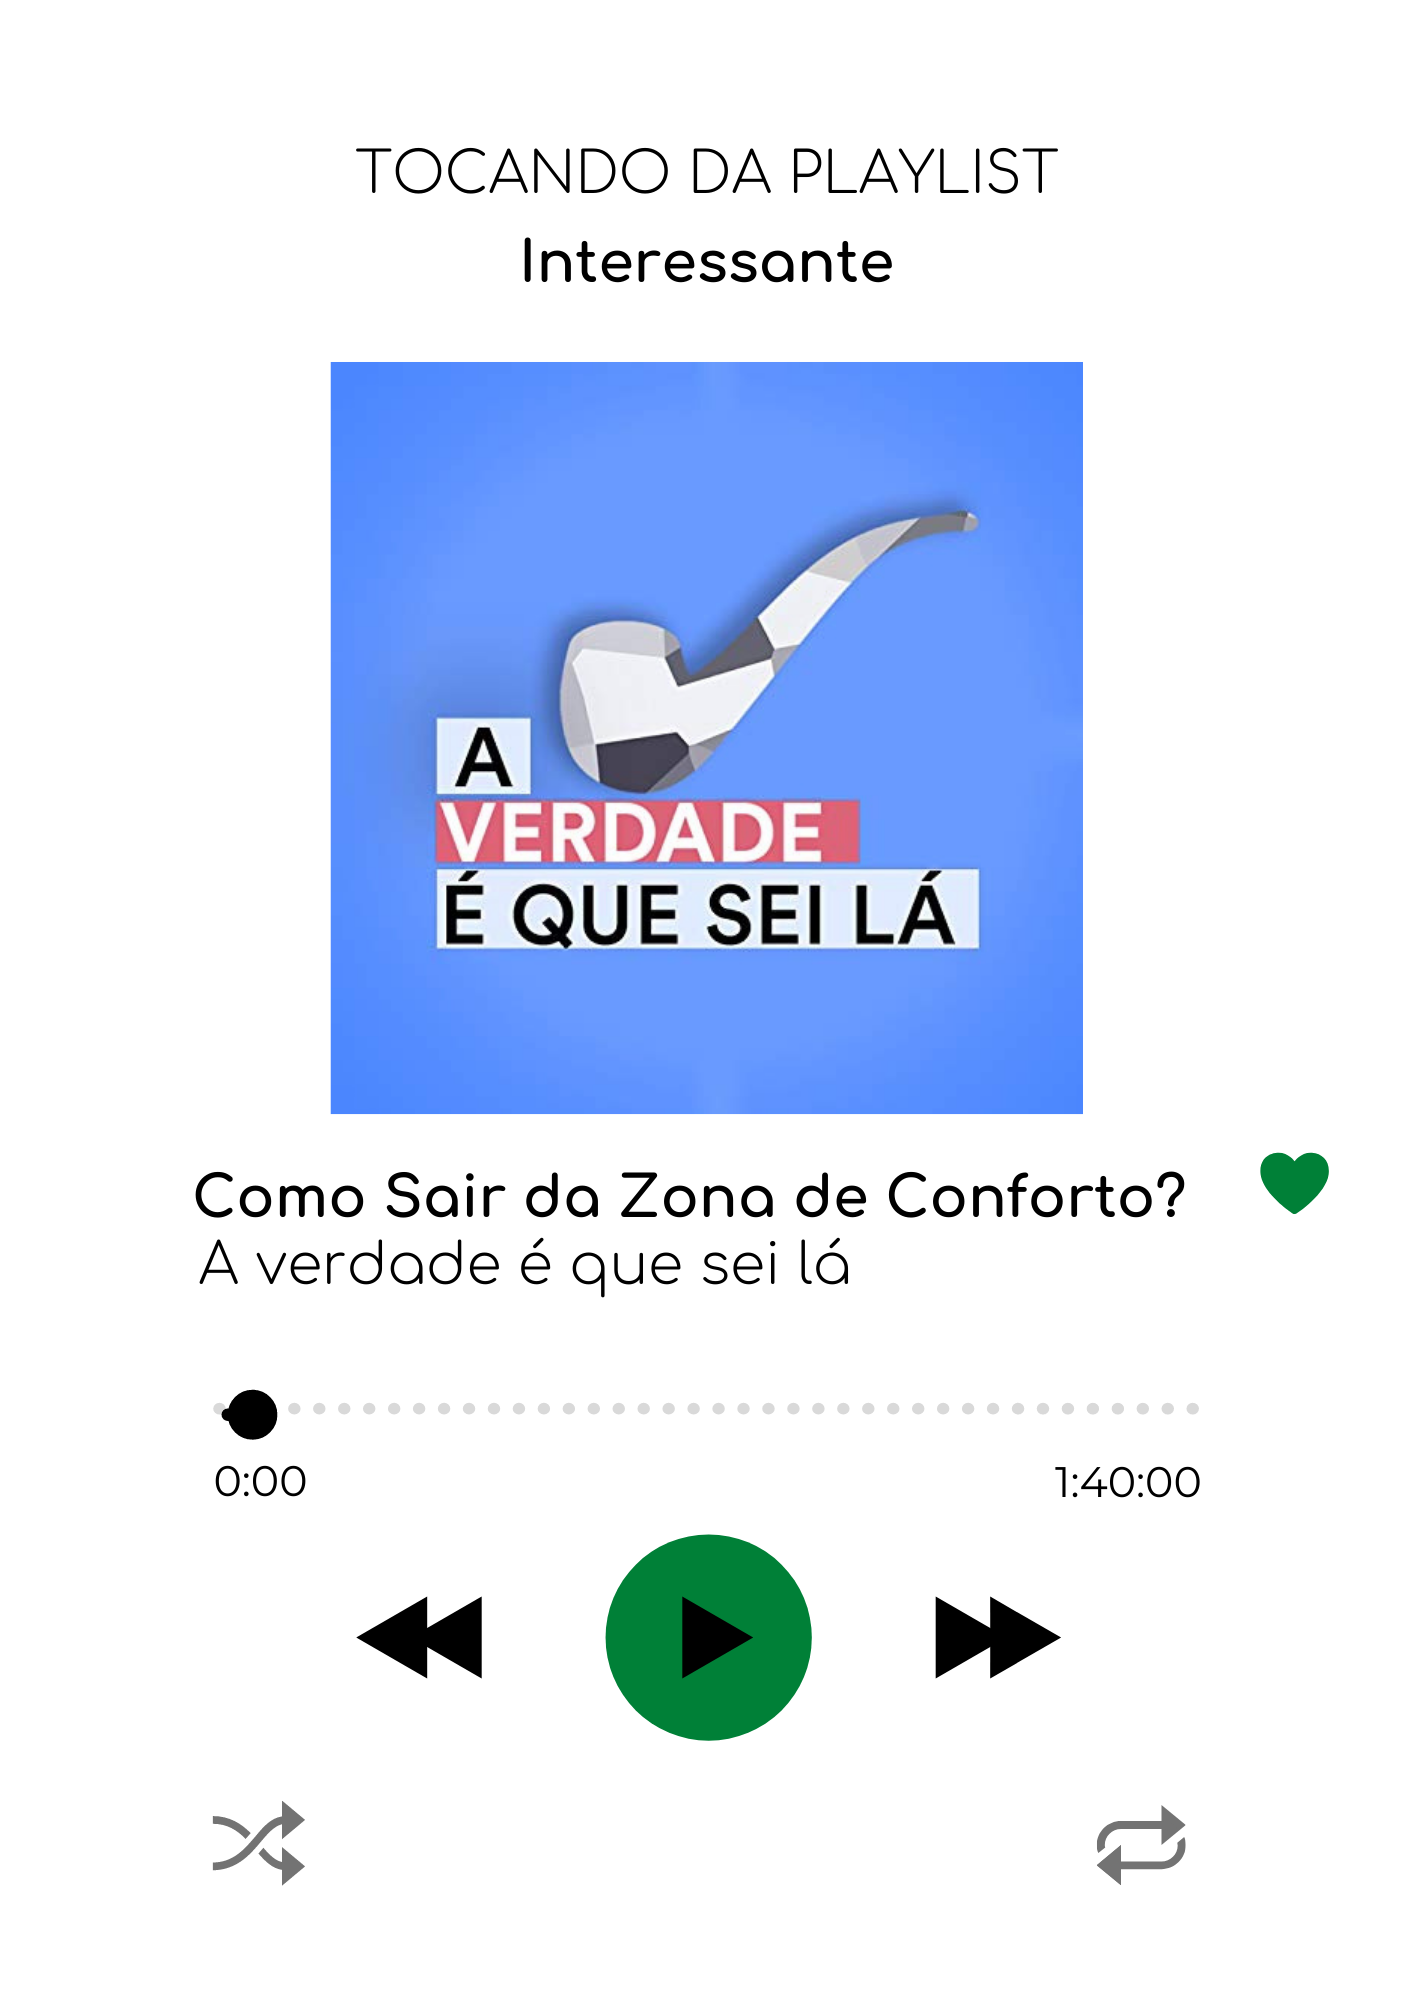 TOCANDO DA PLAYLIST
Interessante
A
VERDADE
É QUE SEI LÁ
Como Sair da Zona de Conforto?
A verdade é que sei lá
0:00
1:40:00